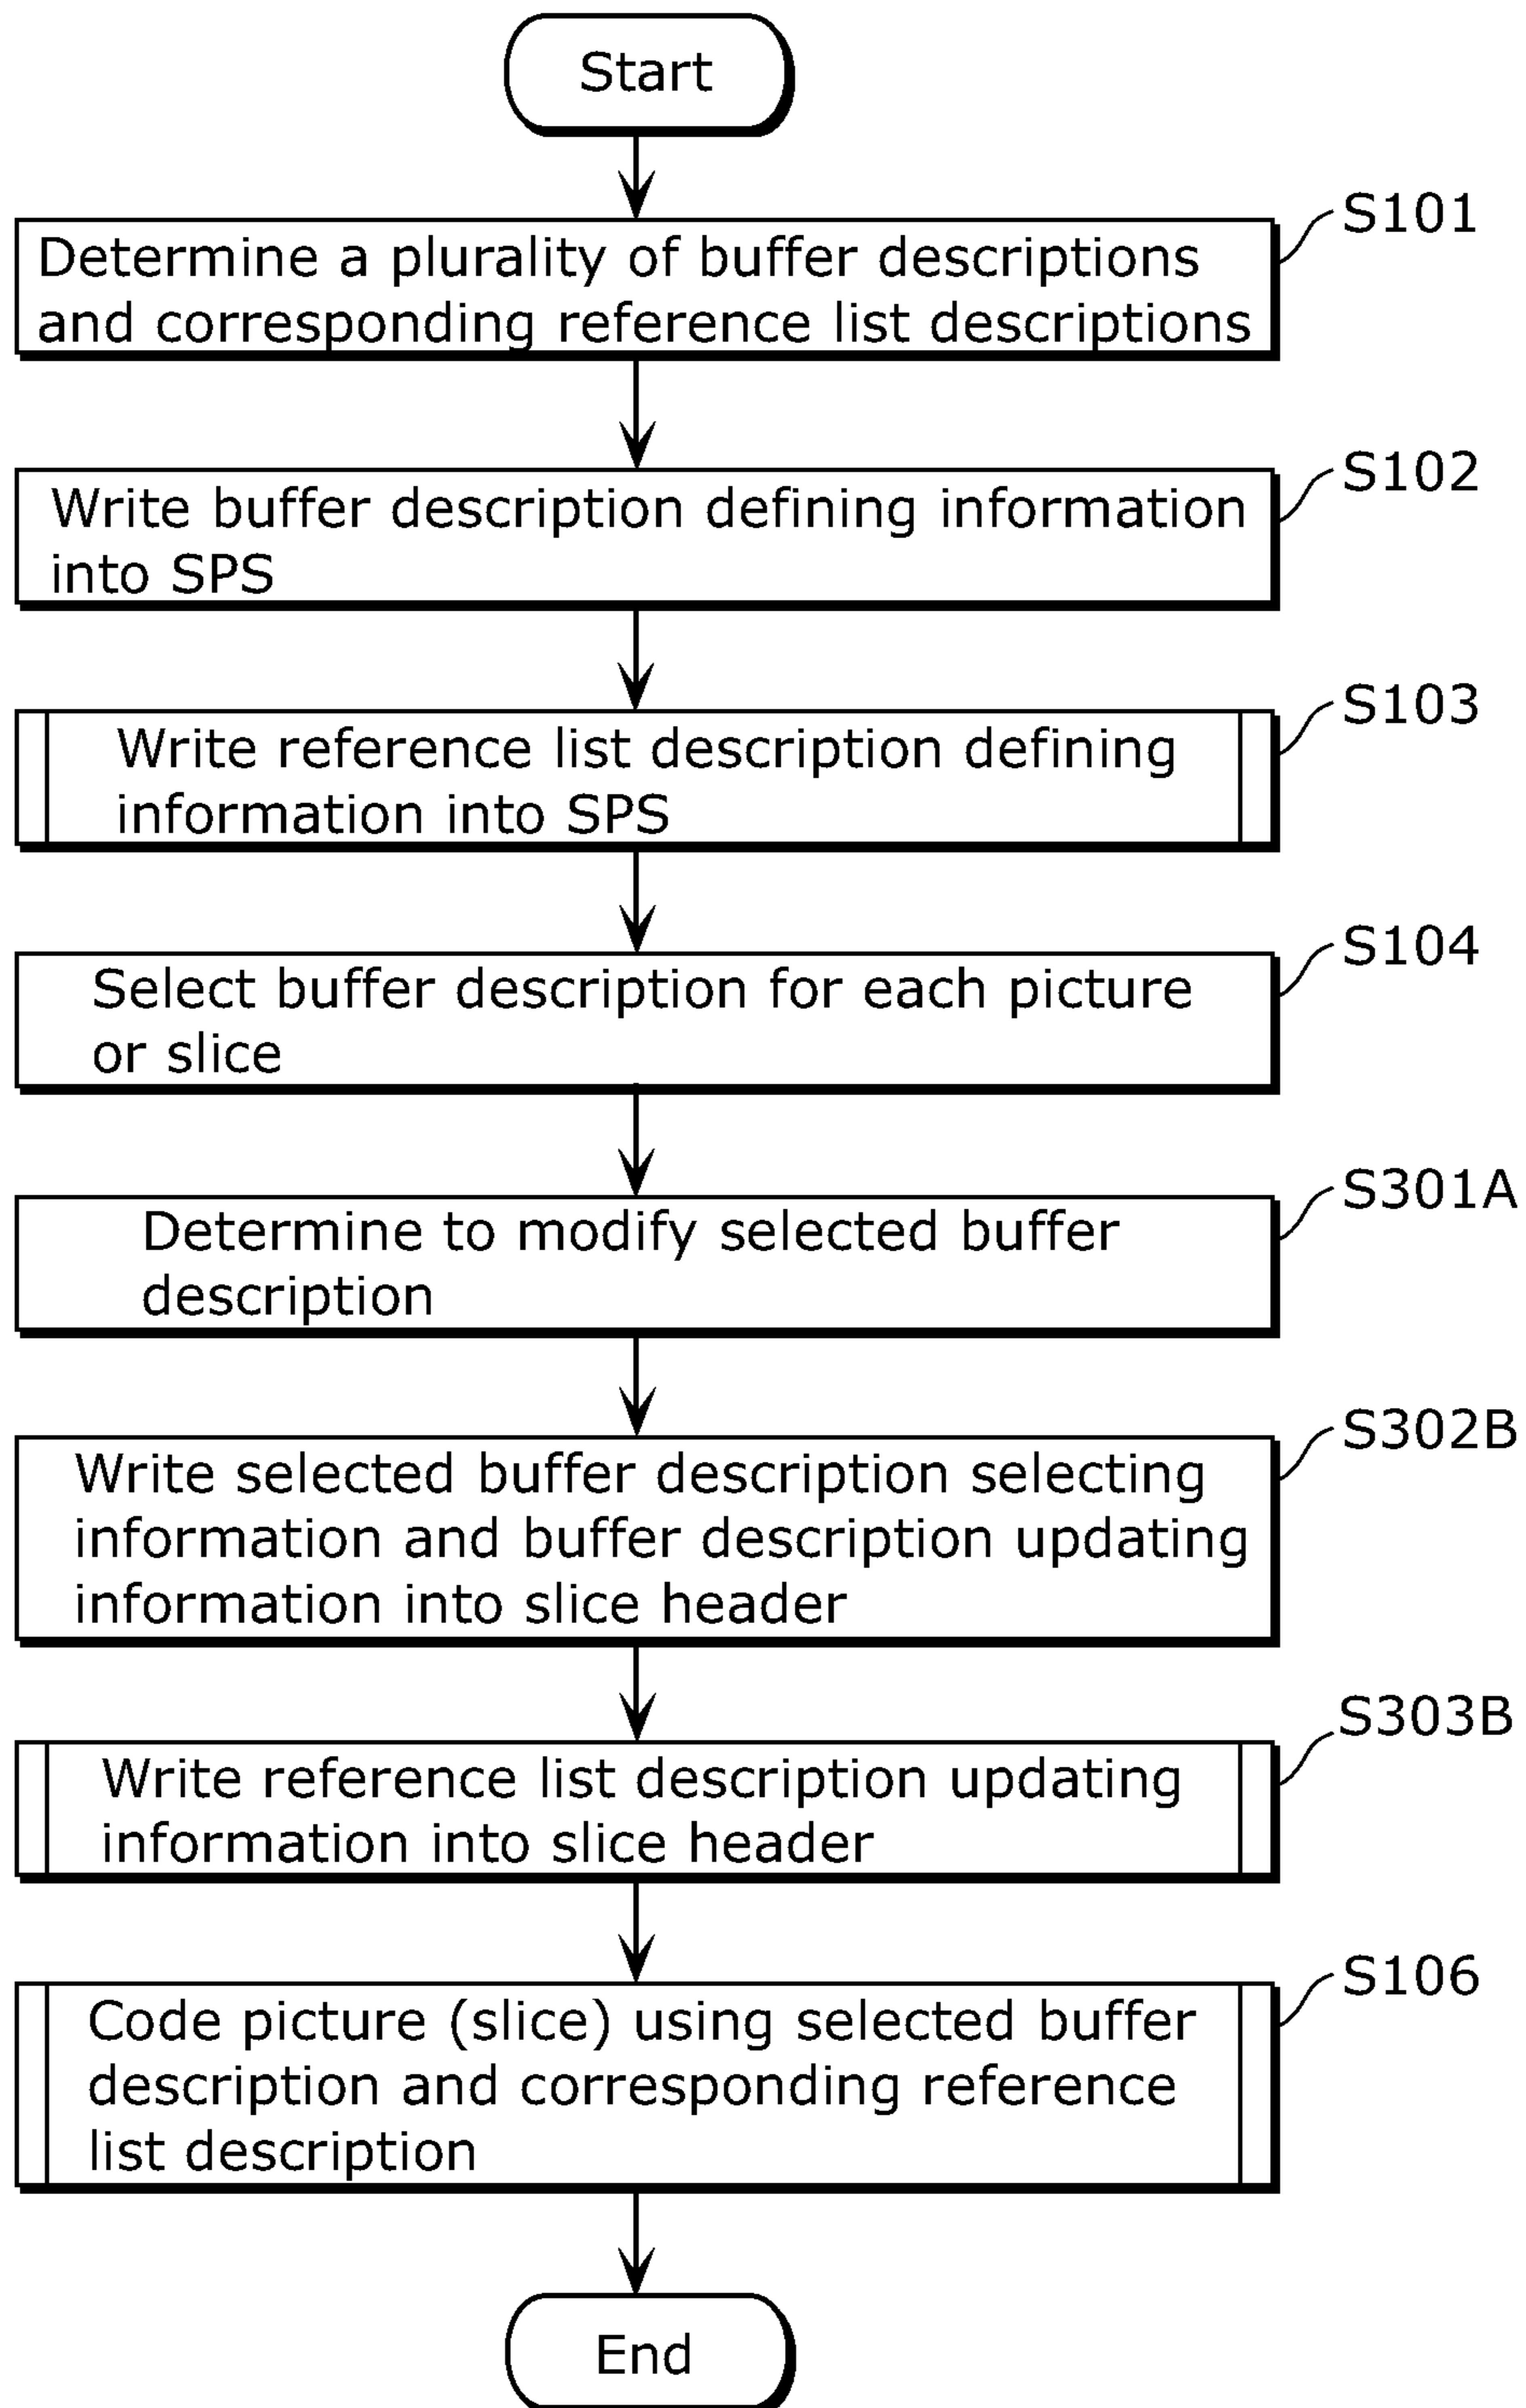 Start
S101
Determine a plurality of buffer descriptions
and corresponding reference list descriptions
S102
Write buffer description defining information
into SPS
S103
Write reference list description defining
information into SPS
S104
Select buffer description for each picture
or slice
S301A
Determine to modify selected buffer
description
S302B
Write selected buffer description selecting
information and buffer description updating
information into slice header
S303B
Write reference list description updating
information into slice header
S106
Code picture (slice) using selected buffer
description and corresponding reference
list description
End